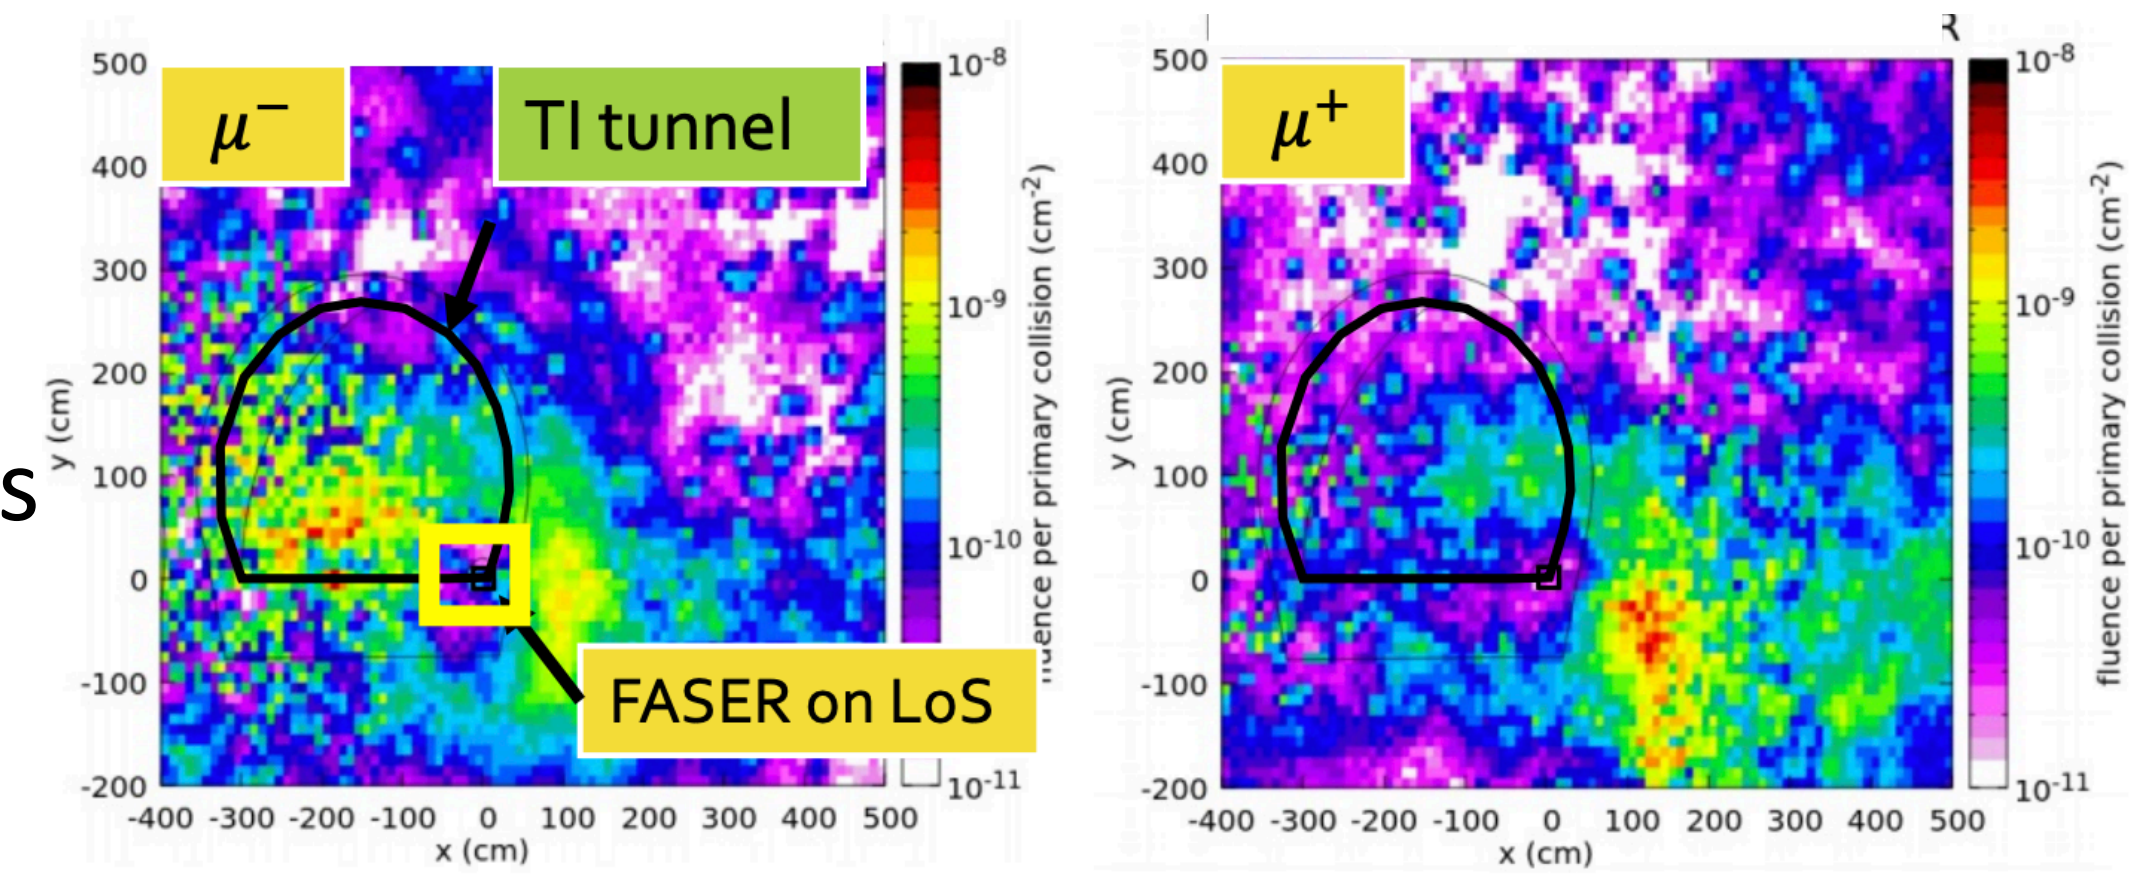 μ⁻
TI tunnel
FASER on LoS
s
500
400
300
200
100
0
-100
-200
y (cm)
-400 -300 -200 -100 0 100 200 300 400 500
x (cm)
10⁻⁸
10⁻⁹
10⁻¹⁰
10⁻¹¹
fluence per primary collision (cm⁻²)
μ⁺
R
500
400
300
200
100
0
-100
-200
y (cm)
-400 -300 -200 -100 0 100 200 300 400 500
x (cm)
10⁻⁸
10⁻⁹
10⁻¹⁰
10⁻¹¹
fluence per primary collision (cm⁻²)